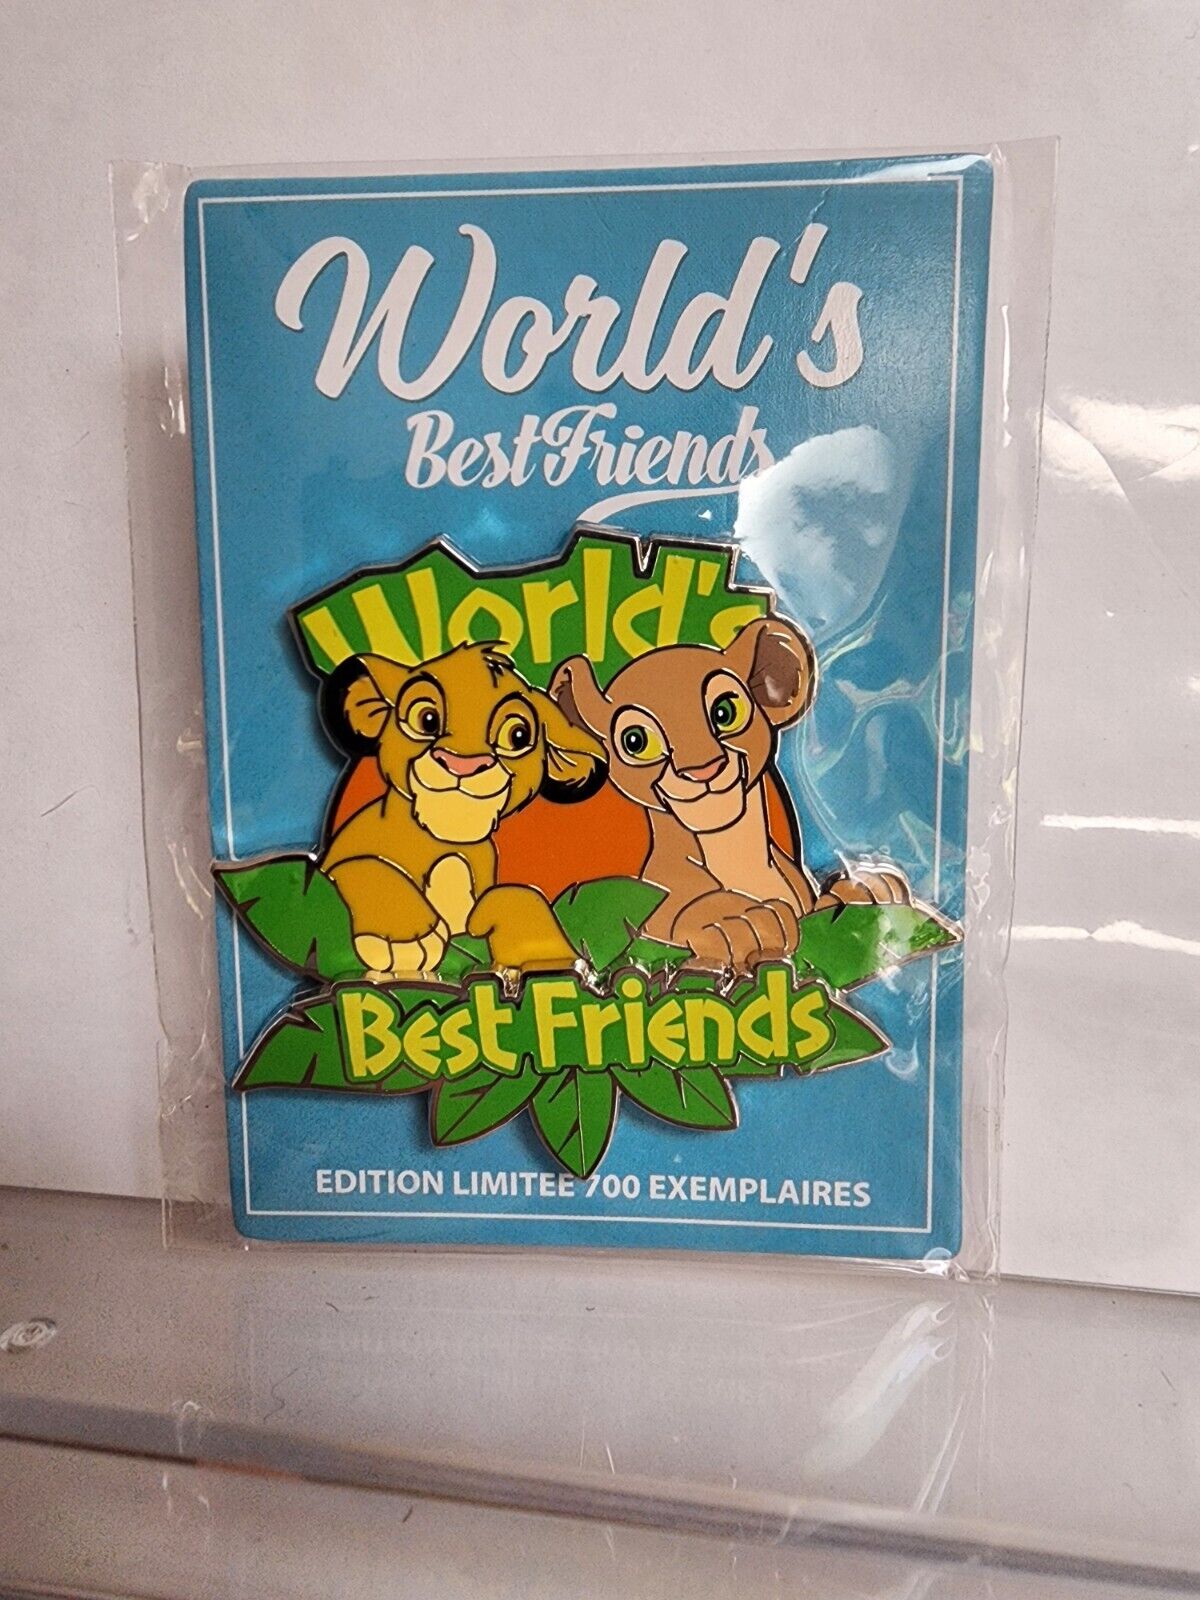 World's
Best Friends
World's
Best Friends
EDITION LIMITEE 700 EXEMPLAIRES